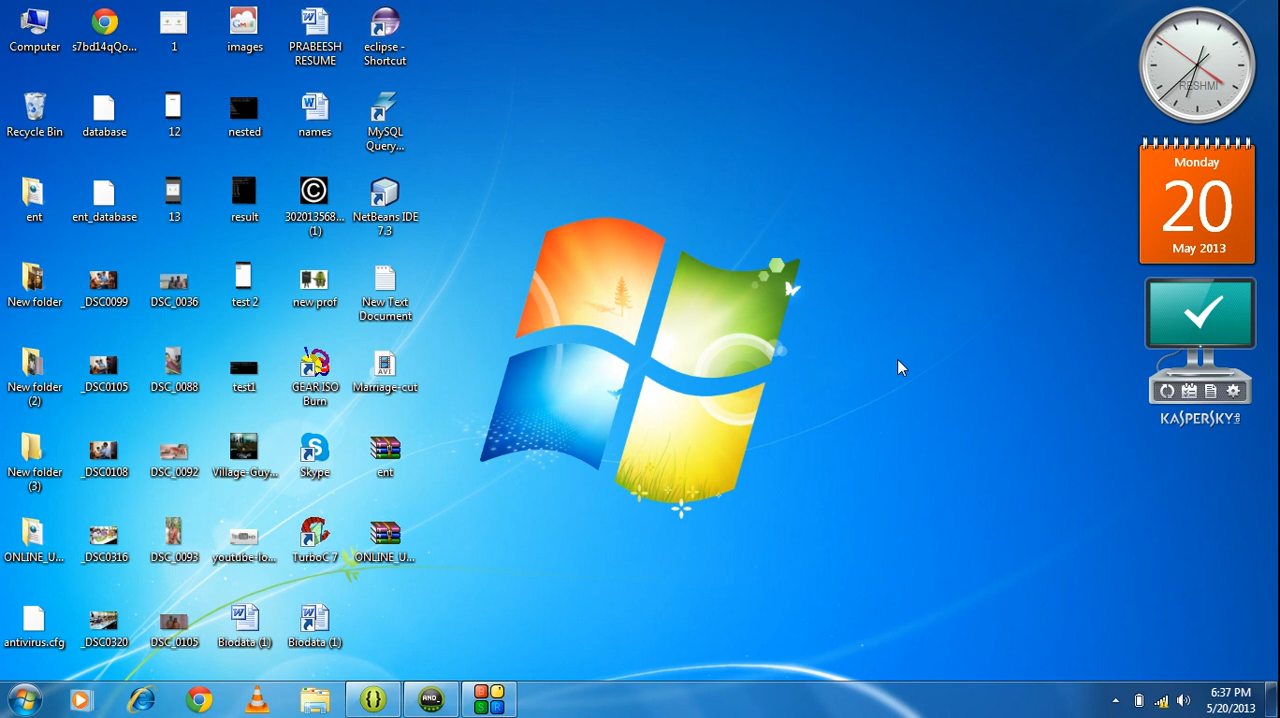 Computer
s7bd14qQo...
1
images
PRABEESH
RESUME
eclipse -
Shortcut
Recycle Bin
database
12
nested
names
MySQL
Query...
ent
ent_database
13
result
302013568...
(1)
NetBeans IDE
7.3
New folder
_DSC0099
DSC_0036
test 2
new prof
New Text
Document
New folder
(2)
_DSC0105
DSC_0088
test1
GEAR ISO
Burn
Marriage-cut
New folder
(3)
_DSC0108
DSC_0092
Village-Guy...
Skype
ent
ONLINE_U...
_DSC0316
DSC_0093
youtube-lo...
TurboC 7
ONLINE_U...
antivirus.cfg
_DSC0320
DSC_0105
Biodata (1)
Biodata (1)
RESHMI
Monday
20
May 2013
KASPERSKY
AVI
AND_
B
S
R
6:37 PM
5/20/2013